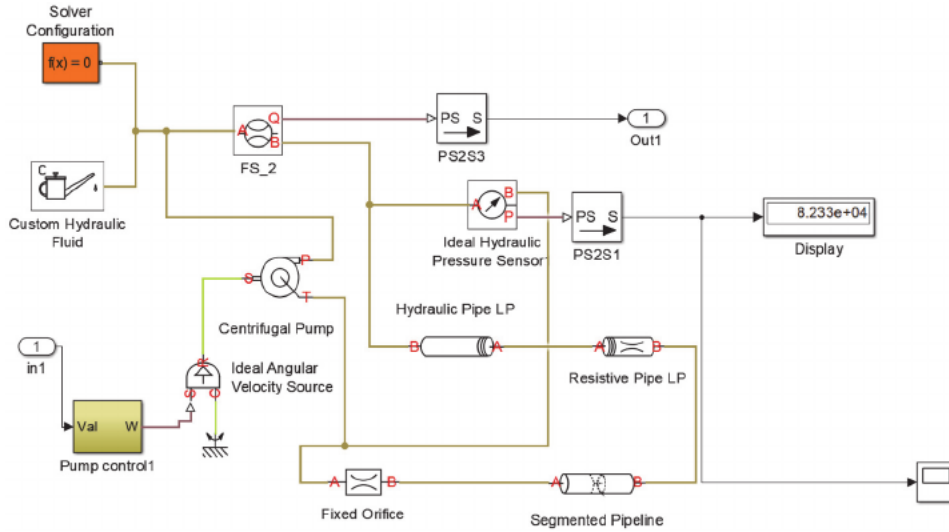 Solver
Configuration
f(x) = 0
C
Custom Hydraulic
Fluid
A
Q
B
FS_2
PS S
PS2S3
1
Out1
A
B
P
Ideal Hydraulic
Pressure Sensor
PS S
PS2S1
8.233e+04
Display
S
P
T
Centrifugal Pump
Hydraulic Pipe LP
B
A
A
B
Resistive Pipe LP
1
in1
R
S
C
Ideal Angular
Velocity Source
Val W
Pump control1
A
B
Fixed Orifice
A
B
Segmented Pipeline